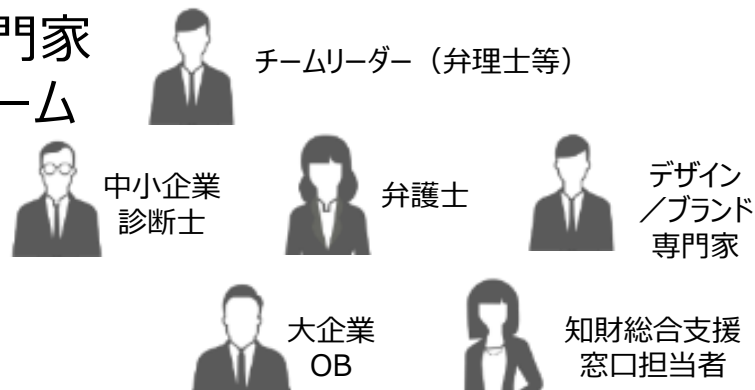 門家
ーム
チームリーダー（弁理士等）
中小企業
診断士
弁護士
デザイン
／ブランド
専門家
大企業
OB
知財総合支援
窓口担当者